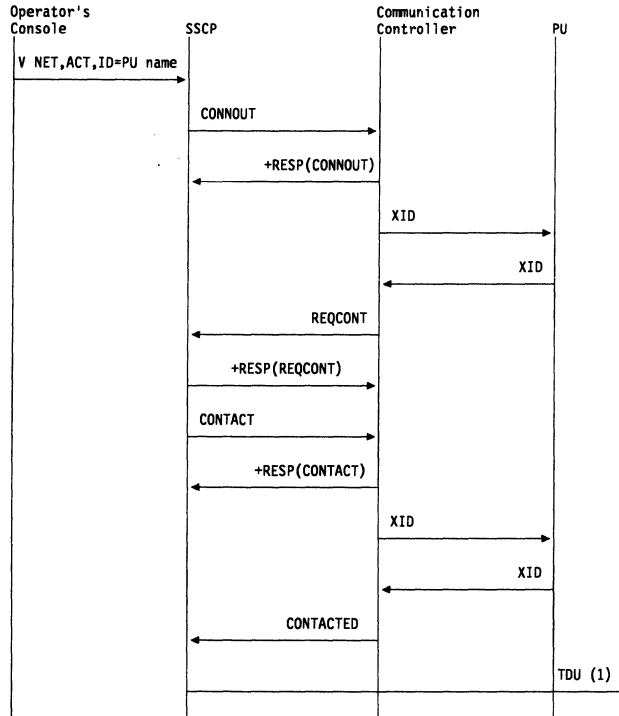 Operator's
Console
SSCP
Communication
Controller
PU
V NET,ACT,ID=PU name
CONNOUT
+RESP(CONNOUT)
XID
XID
REQCONT
+RESP(REQCONT)
CONTACT
+RESP(CONTACT)
XID
XID
CONTACTED
TDU (1)